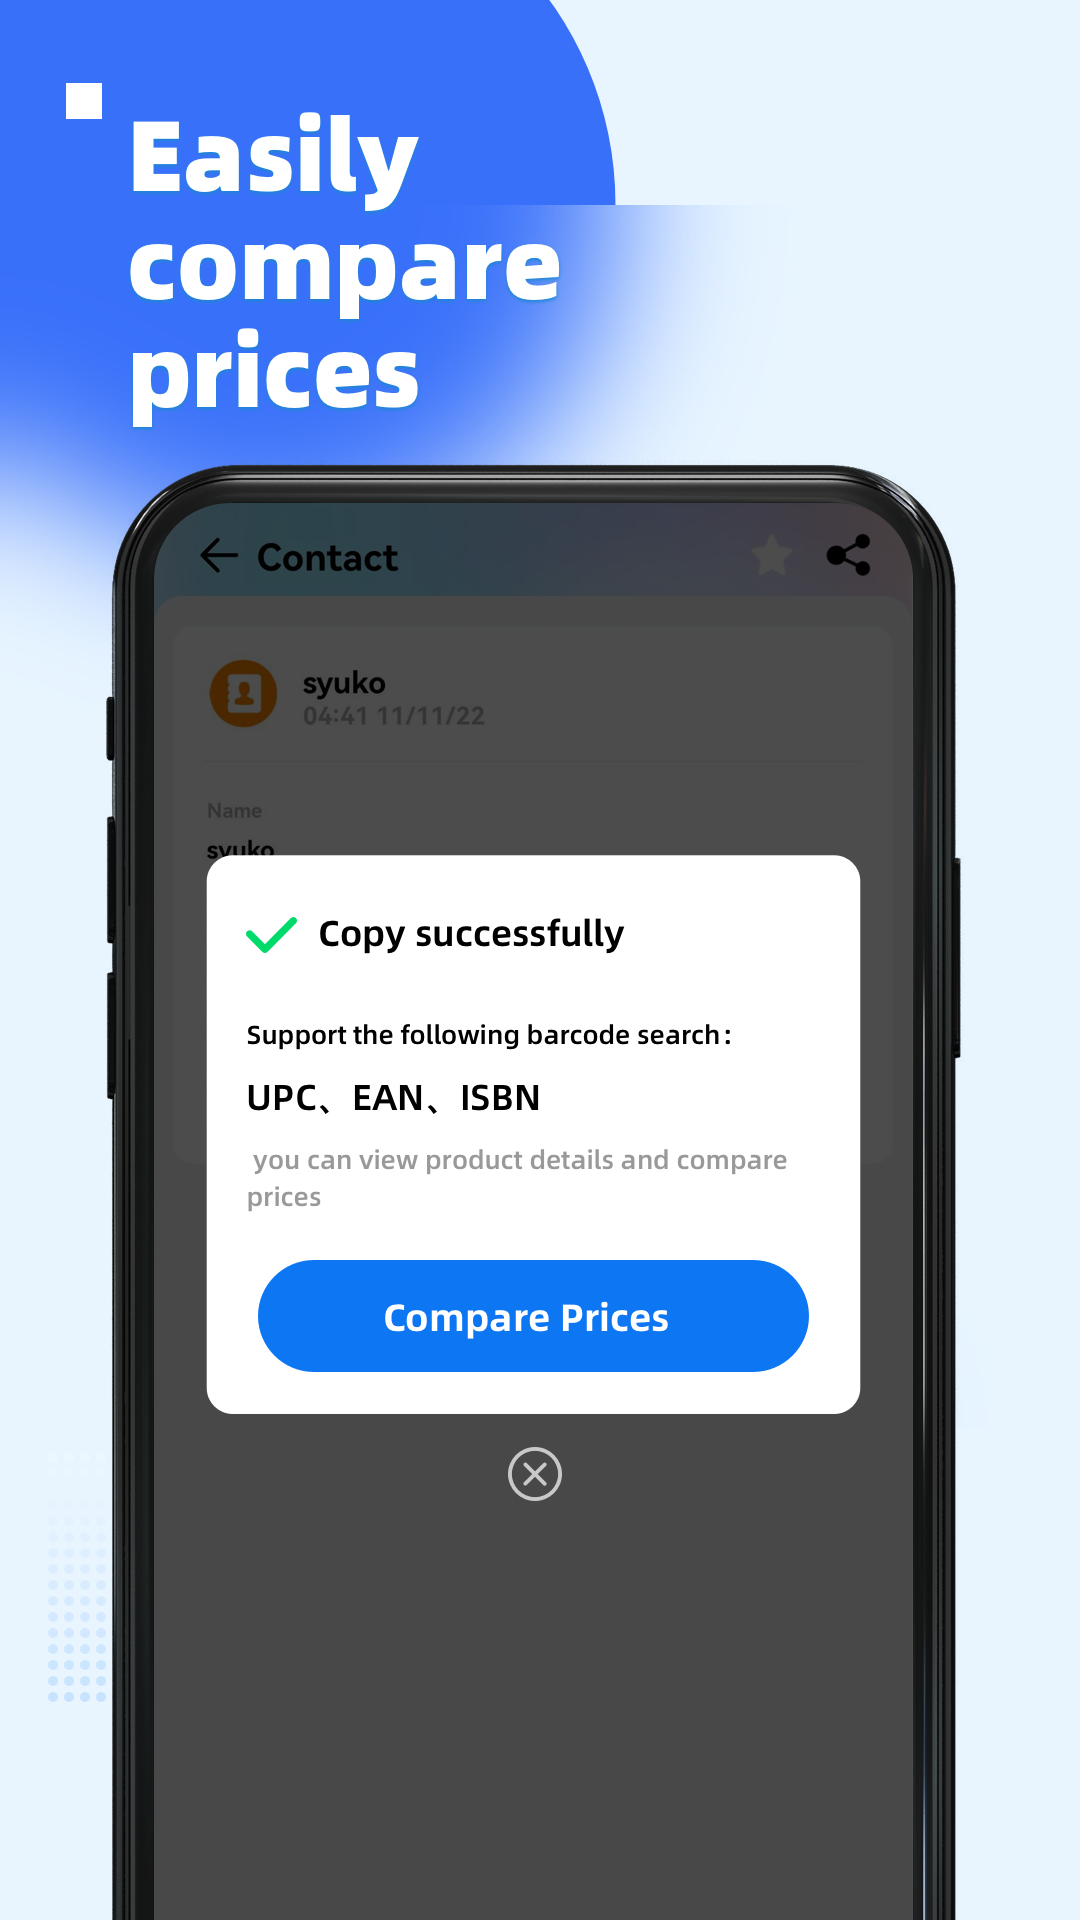 Easily
compare
prices
Contact
syuko
04:41 11/11/22
Name
syuko
Copy successfully
Support the following barcode search:
UPC、EAN、ISBN
you can view product details and compare
prices
Compare Prices